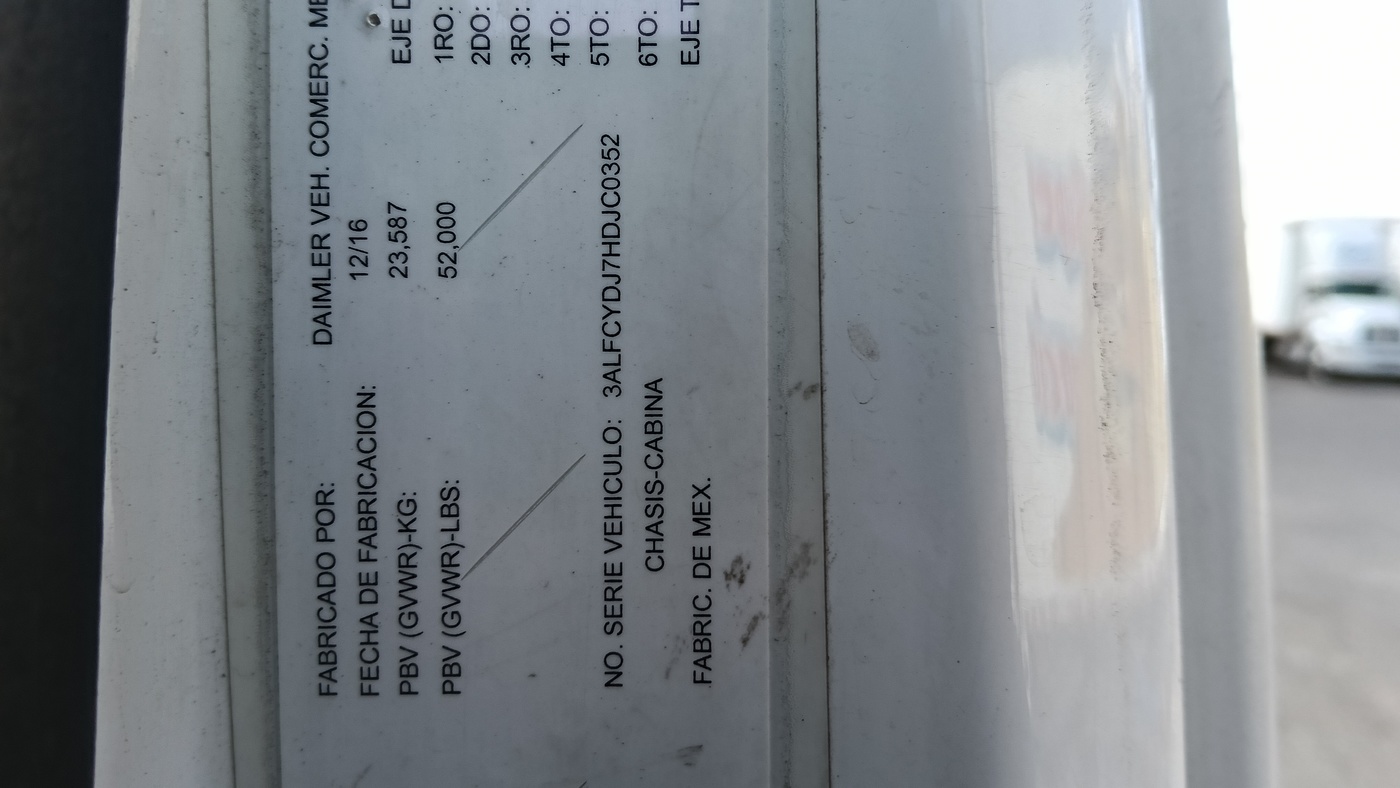 FABRICADO POR: DAIMLER VEH. COMERC.
FECHA DE FABRICACION: 12/16
PBV (GVWR)-KG: 23,587
PBV (GVWR)-LBS: 52,000
NO. SERIE VEHICULO: 3ALFCYDJ7HDJC0352
CHASIS-CABINA
FABRIC. DE MEX.
EJE
1RO:
2DO:
3RO:
4TO:
5TO:
6TO:
EJE